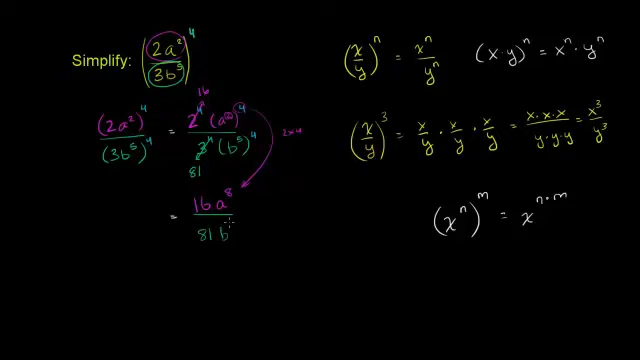 Simplify: (2a²/3b⁵)⁴
(2a²)⁴/(3b⁵)⁴ = 2⁴(a²)⁴/3⁴(b⁵)⁴
16
81
2×4
= 16a⁸/81b
(x/y)ⁿ = xⁿ/yⁿ
(x·y)ⁿ = xⁿ·yⁿ
(x/y)³ = x/y · x/y · x/y = x·x·x/y·y·y = x³/y³
(xⁿ)ᵐ = xⁿ·ᵐ